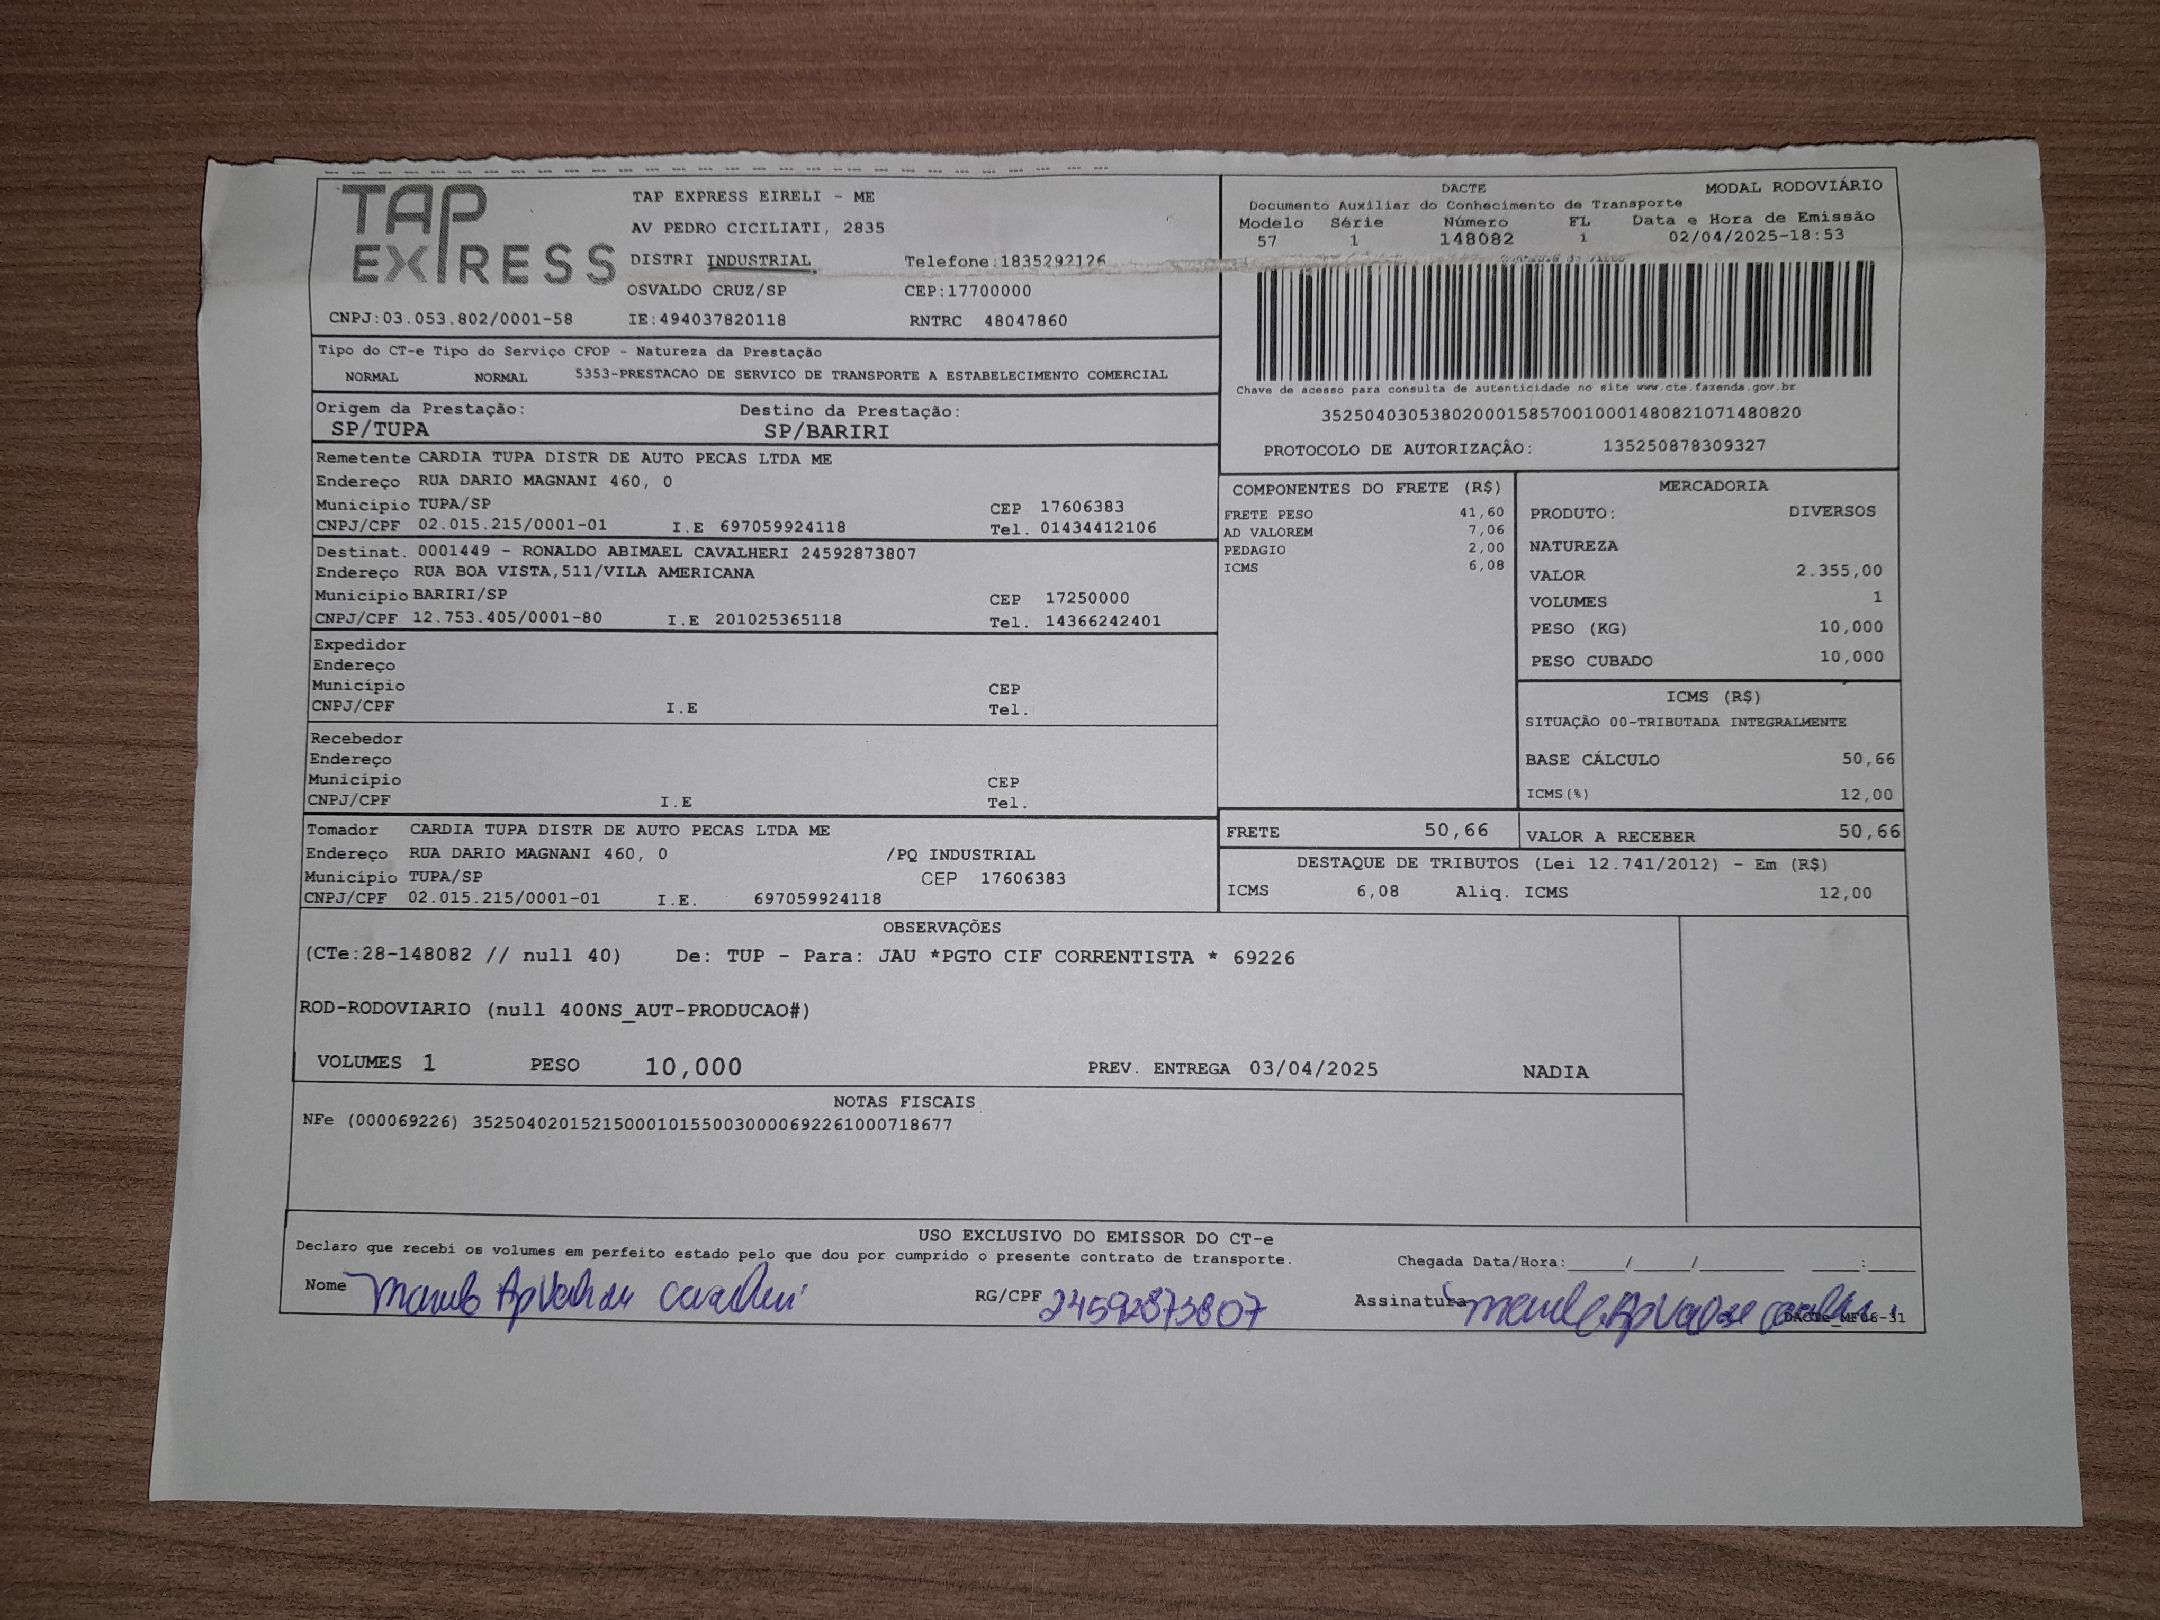 TAP EXPRESS
TAP EXPRESS EIRELI - ME
AV PEDRO CICILIATI, 2835
DISTRI INDUSTRIAL Telefone:1835292126
OSVALDO CRUZ/SP CEP:17700000
CNPJ:03.053.802/0001-58 IE:494037820118 RNTRC 48047860
DACTE MODAL RODOVIÁRIO
Documento Auxiliar do Conhecimento de Transporte
Modelo Série Número FL Data e Hora de Emissão
57 1 148082 1 02/04/2025-18:53
Chave de acesso para consulta de autenticidade no site www.cte.fazenda.gov.br
35250403053802000158570010001480821071480820
PROTOCOLO DE AUTORIZAÇÂO: 135250878309327
Tipo do CT-e Tipo do Serviço CFOP - Natureza da Prestação
NORMAL NORMAL 5353-PRESTACAO DE SERVICO DE TRANSPORTE A ESTABELECIMENTO COMERCIAL
Origem da Prestação: Destino da Prestação:
SP/TUPA SP/BARIRI
Remetente CARDIA TUPA DISTR DE AUTO PECAS LTDA ME
Endereço RUA DARIO MAGNANI 460, 0
Município TUPA/SP CEP 17606383
CNPJ/CPF 02.015.215/0001-01 I.E 697059924118 Tel. 01434412106
Destinat. 0001449 - RONALDO ABIMAEL CAVALHERI 24592873807
Endereço RUA BOA VISTA,511/VILA AMERICANA
Município BARIRI/SP CEP 17250000
CNPJ/CPF 12.753.405/0001-80 I.E 201025365118 Tel. 14366242401
Expedidor
Endereço
Município CEP
CNPJ/CPF I.E Tel.
Recebedor
Endereço
Município CEP
CNPJ/CPF I.E Tel.
Tomador CARDIA TUPA DISTR DE AUTO PECAS LTDA ME
Endereço RUA DARIO MAGNANI 460, 0 /PQ INDUSTRIAL
Município TUPA/SP CEP 17606383
CNPJ/CPF 02.015.215/0001-01 I.E. 697059924118
COMPONENTES DO FRETE (R$)
FRETE PESO 41,60
AD VALOREM 7,06
PEDAGIO 2,00
ICMS 6,08
MERCADORIA
PRODUTO: DIVERSOS
NATUREZA
VALOR 2.355,00
VOLUMES 1
PESO (KG) 10,000
PESO CUBADO 10,000
ICMS (R$)
SITUAÇÃO 00-TRIBUTADA INTEGRALMENTE
BASE CÁLCULO 50,66
ICMS(%) 12,00
FRETE 50,66 VALOR A RECEBER 50,66
DESTAQUE DE TRIBUTOS (Lei 12.741/2012) - Em (R$)
ICMS 6,08 Aliq. ICMS 12,00
OBSERVAÇÕES
(CTe:28-148082 // null 40) De: TUP - Para: JAU *PGTO CIF CORRENTISTA * 69226
ROD-RODOVIARIO (null 400NS_AUT-PRODUCAO#)
VOLUMES 1 PESO 10,000 PREV. ENTREGA 03/04/2025 NADIA
NOTAS FISCAIS
NFe (000069226) 35250402015215000101550030000692261000718677
USO EXCLUSIVO DO EMISSOR DO CT-e
Declaro que recebi os volumes em perfeito estado pelo que dou por cumprido o presente contrato de transporte. Chegada Data/Hora:_____/_____/________ ____:____
Nome RG/CPF 24592873807 Assinatura